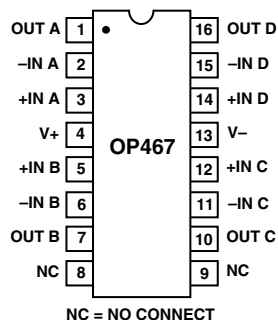 OUT A 1 16 OUT D
–IN A 2 15 –IN D
+IN A 3 14 +IN D
V+ 4 13 V–
OP467
+IN B 5 12 +IN C
–IN B 6 11 –IN C
OUT B 7 10 OUT C
NC 8 9 NC
NC = NO CONNECT